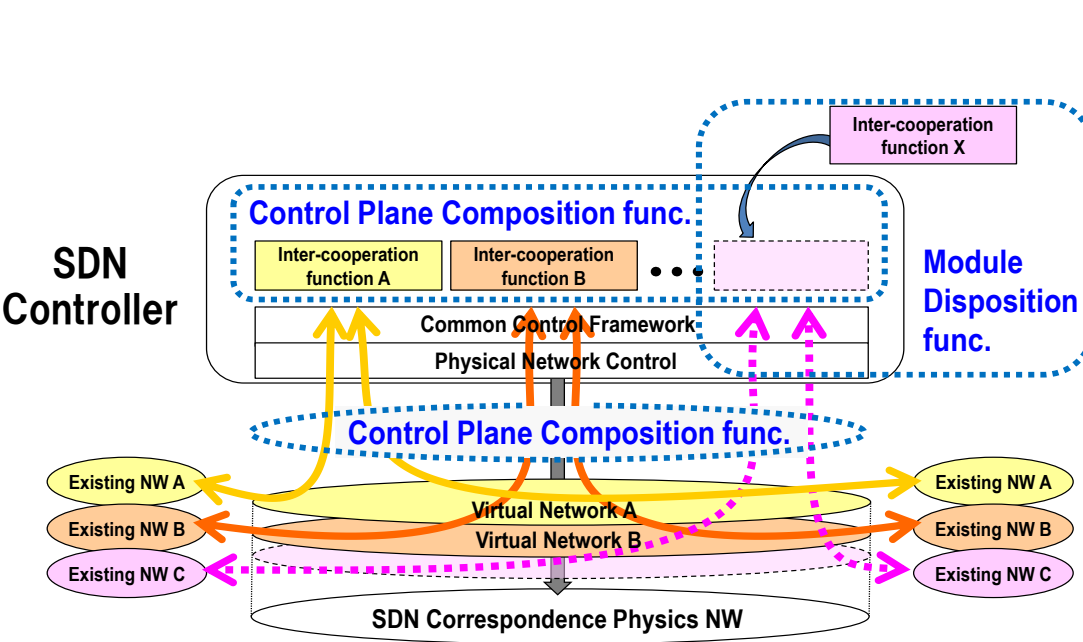 Inter-cooperation
function X
Control Plane Composition func.
SDN
Controller
Inter-cooperation
function A
Inter-cooperation
function B
Module
Disposition
func.
Common Control Framework
Physical Network Control
Control Plane Composition func.
Existing NW A
Existing NW A
Virtual Network A
Existing NW B
Existing NW B
Virtual Network B
Existing NW C
Existing NW C
SDN Correspondence Physics NW